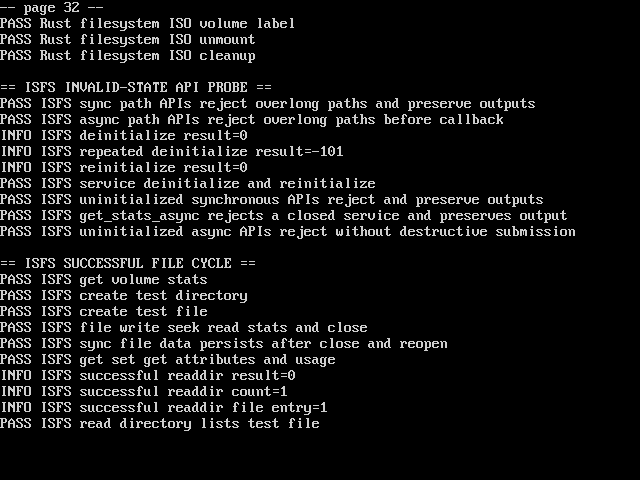 -- page 32 --
PASS Rust filesystem ISO volume label
PASS Rust filesystem ISO unmount
PASS Rust filesystem ISO cleanup
== ISFS INVALID-STATE API PROBE ==
PASS ISFS sync path APIs reject overlong paths and preserve outputs
PASS ISFS async path APIs reject overlong paths before callback
INFO ISFS deinitialize result=0
INFO ISFS repeated deinitialize result=-101
INFO ISFS reinitialize result=0
PASS ISFS service deinitialize and reinitialize
PASS ISFS uninitialized synchronous APIs reject and preserve outputs
PASS ISFS get_stats_async rejects a closed service and preserves output
PASS ISFS uninitialized async APIs reject without destructive submission
== ISFS SUCCESSFUL FILE CYCLE ==
PASS ISFS get volume stats
PASS ISFS create test directory
PASS ISFS create test file
PASS ISFS file write seek read stats and close
PASS ISFS sync file data persists after close and reopen
PASS ISFS get set get attributes and usage
INFO ISFS successful readdir result=0
INFO ISFS successful readdir count=1
INFO ISFS successful readdir file entry=1
PASS ISFS read directory lists test file